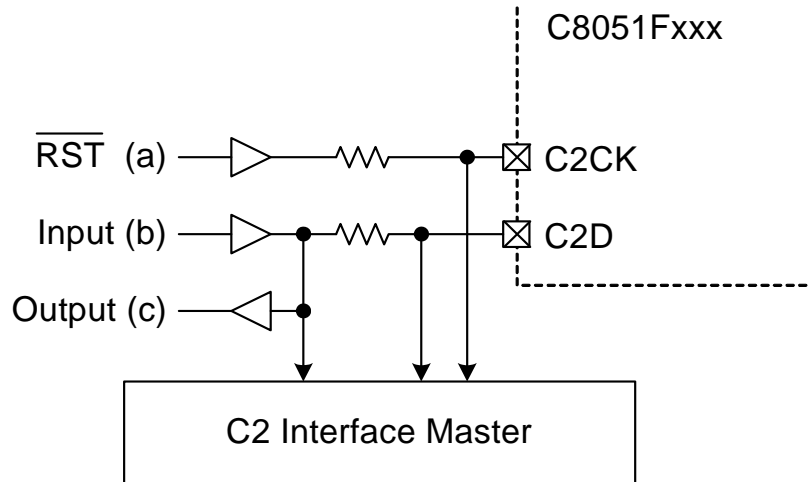 C8051Fxxx
RST (a)
C2CK
Input (b)
C2D
Output (c)
C2 Interface Master